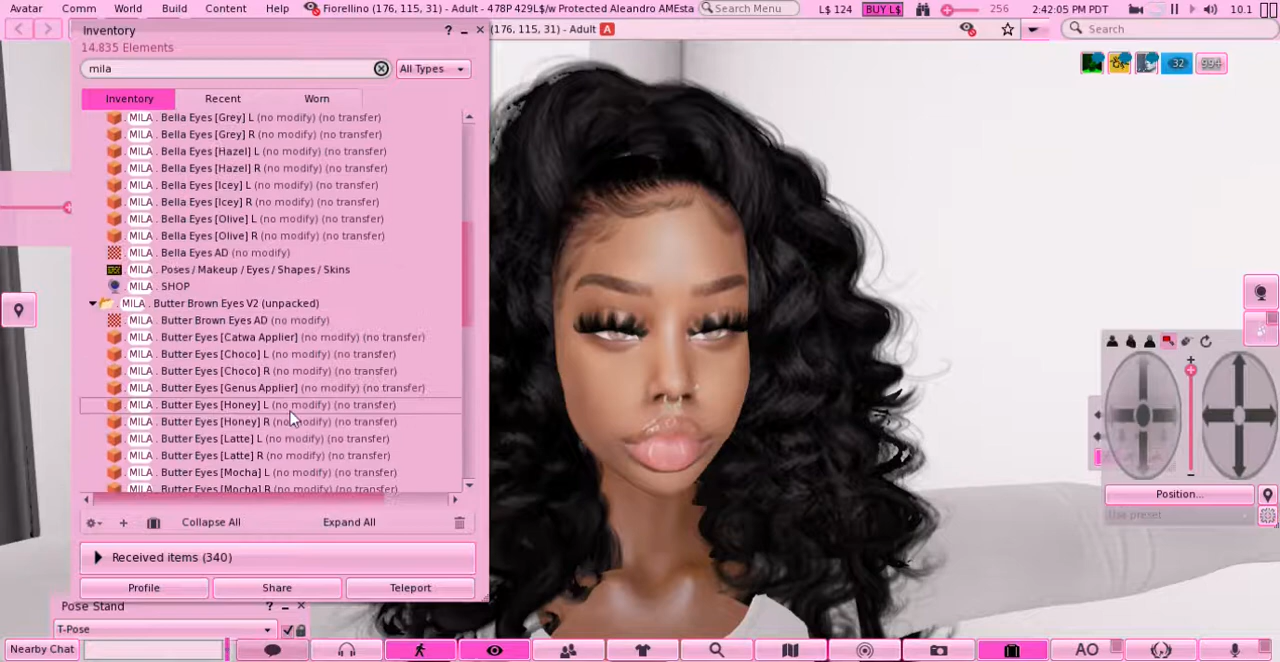 Avatar Comm World Build Content Help Fiorellino (176, 115, 31) - Adult - 478P 429L$/w Protected Aleandro AMEsta Search Menu L$ 124 BUY L$ 256 2:42:05 PM PDT 10.1
Inventory ? (176, 115, 31) - Adult A Search
14.835 Elements
mila All Types
32 99+
Inventory Recent Worn
. MILA . Bella Eyes [Grey] L (no modify) (no transfer)
. MILA . Bella Eyes [Grey] R (no modify) (no transfer)
. MILA . Bella Eyes [Hazel] L (no modify) (no transfer)
. MILA . Bella Eyes [Hazel] R (no modify) (no transfer)
. MILA . Bella Eyes [Icey] L (no modify) (no transfer)
. MILA . Bella Eyes [Icey] R (no modify) (no transfer)
. MILA . Bella Eyes [Olive] L (no modify) (no transfer)
. MILA . Bella Eyes [Olive] R (no modify) (no transfer)
. MILA . Bella Eyes AD (no modify)
. MILA . Poses / Makeup / Eyes / Shapes / Skins
. MILA . SHOP
. MILA . Butter Brown Eyes V2 (unpacked)
. MILA . Butter Brown Eyes AD (no modify)
. MILA . Butter Eyes [Catwa Applier] (no modify) (no transfer)
. MILA . Butter Eyes [Choco] L (no modify) (no transfer)
. MILA . Butter Eyes [Choco] R (no modify) (no transfer)
. MILA . Butter Eyes [Genus Applier] (no modify) (no transfer)
. MILA . Butter Eyes [Honey] L (no modify) (no transfer)
. MILA . Butter Eyes [Honey] R (no modify) (no transfer)
. MILA . Butter Eyes [Latte] L (no modify) (no transfer)
. MILA . Butter Eyes [Latte] R (no modify) (no transfer)
. MILA . Butter Eyes [Mocha] L (no modify) (no transfer)
. MILA . Butter Eyes [Mocha] R (no modify) (no transfer)
Collapse All Expand All
Received items (340)
Profile Share Teleport
Position...
Use preset
Pose Stand ?
T-Pose
Nearby Chat AO